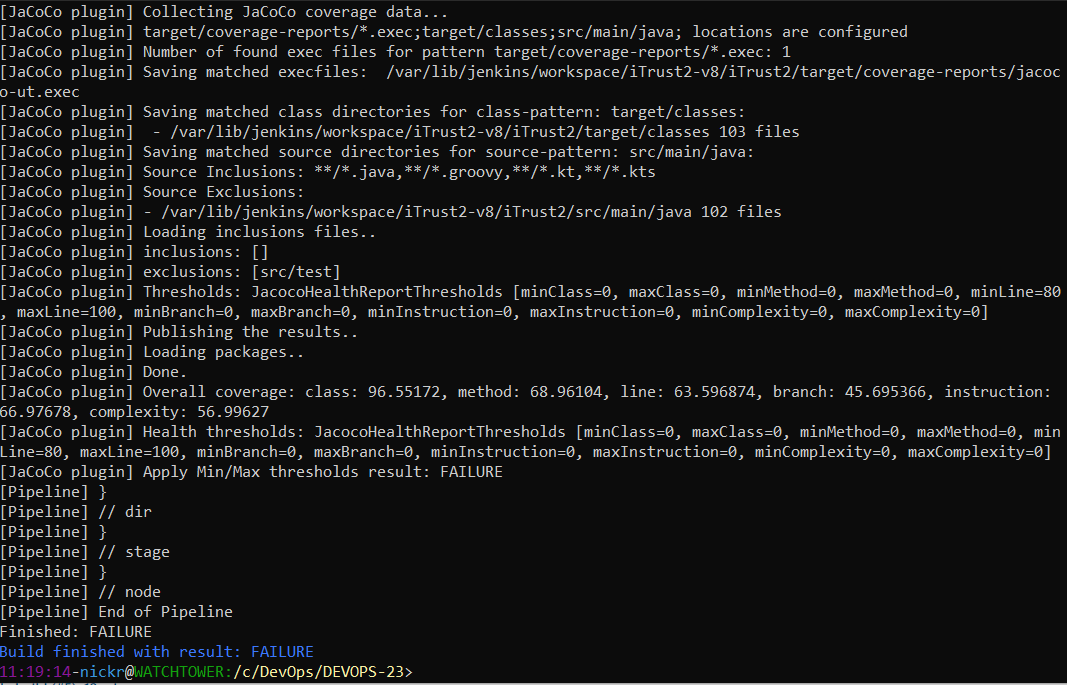 [JaCoCo plugin] Collecting JaCoCo coverage data...
[JaCoCo plugin] target/coverage-reports/*.exec;target/classes;src/main/java; locations are configured
[JaCoCo plugin] Number of found exec files for pattern target/coverage-reports/*.exec: 1
[JaCoCo plugin] Saving matched execfiles:  /var/lib/jenkins/workspace/iTrust2-v8/iTrust2/target/coverage-reports/jacoc
o-ut.exec
[JaCoCo plugin] Saving matched class directories for class-pattern: target/classes:
[JaCoCo plugin]  - /var/lib/jenkins/workspace/iTrust2-v8/iTrust2/target/classes 103 files
[JaCoCo plugin] Saving matched source directories for source-pattern: src/main/java:
[JaCoCo plugin] Source Inclusions: **/*.java,**/*.groovy,**/*.kt,**/*.kts
[JaCoCo plugin] Source Exclusions:
[JaCoCo plugin] - /var/lib/jenkins/workspace/iTrust2-v8/iTrust2/src/main/java 102 files
[JaCoCo plugin] Loading inclusions files..
[JaCoCo plugin] inclusions: []
[JaCoCo plugin] exclusions: [src/test]
[JaCoCo plugin] Thresholds: JacocoHealthReportThresholds [minClass=0, maxClass=0, minMethod=0, maxMethod=0, minLine=80
, maxLine=100, minBranch=0, maxBranch=0, minInstruction=0, maxInstruction=0, minComplexity=0, maxComplexity=0]
[JaCoCo plugin] Publishing the results..
[JaCoCo plugin] Loading packages..
[JaCoCo plugin] Done.
[JaCoCo plugin] Overall coverage: class: 96.55172, method: 68.96104, line: 63.596874, branch: 45.695366, instruction:
66.97678, complexity: 56.99627
[JaCoCo plugin] Health thresholds: JacocoHealthReportThresholds [minClass=0, maxClass=0, minMethod=0, maxMethod=0, min
Line=80, maxLine=100, minBranch=0, maxBranch=0, minInstruction=0, maxInstruction=0, minComplexity=0, maxComplexity=0]
[JaCoCo plugin] Apply Min/Max thresholds result: FAILURE
[Pipeline] }
[Pipeline] // dir
[Pipeline] }
[Pipeline] // stage
[Pipeline] }
[Pipeline] // node
[Pipeline] End of Pipeline
Finished: FAILURE
Build finished with result: FAILURE
11:19:14-nickr@WATCHTOWER:/c/DevOps/DEVOPS-23>